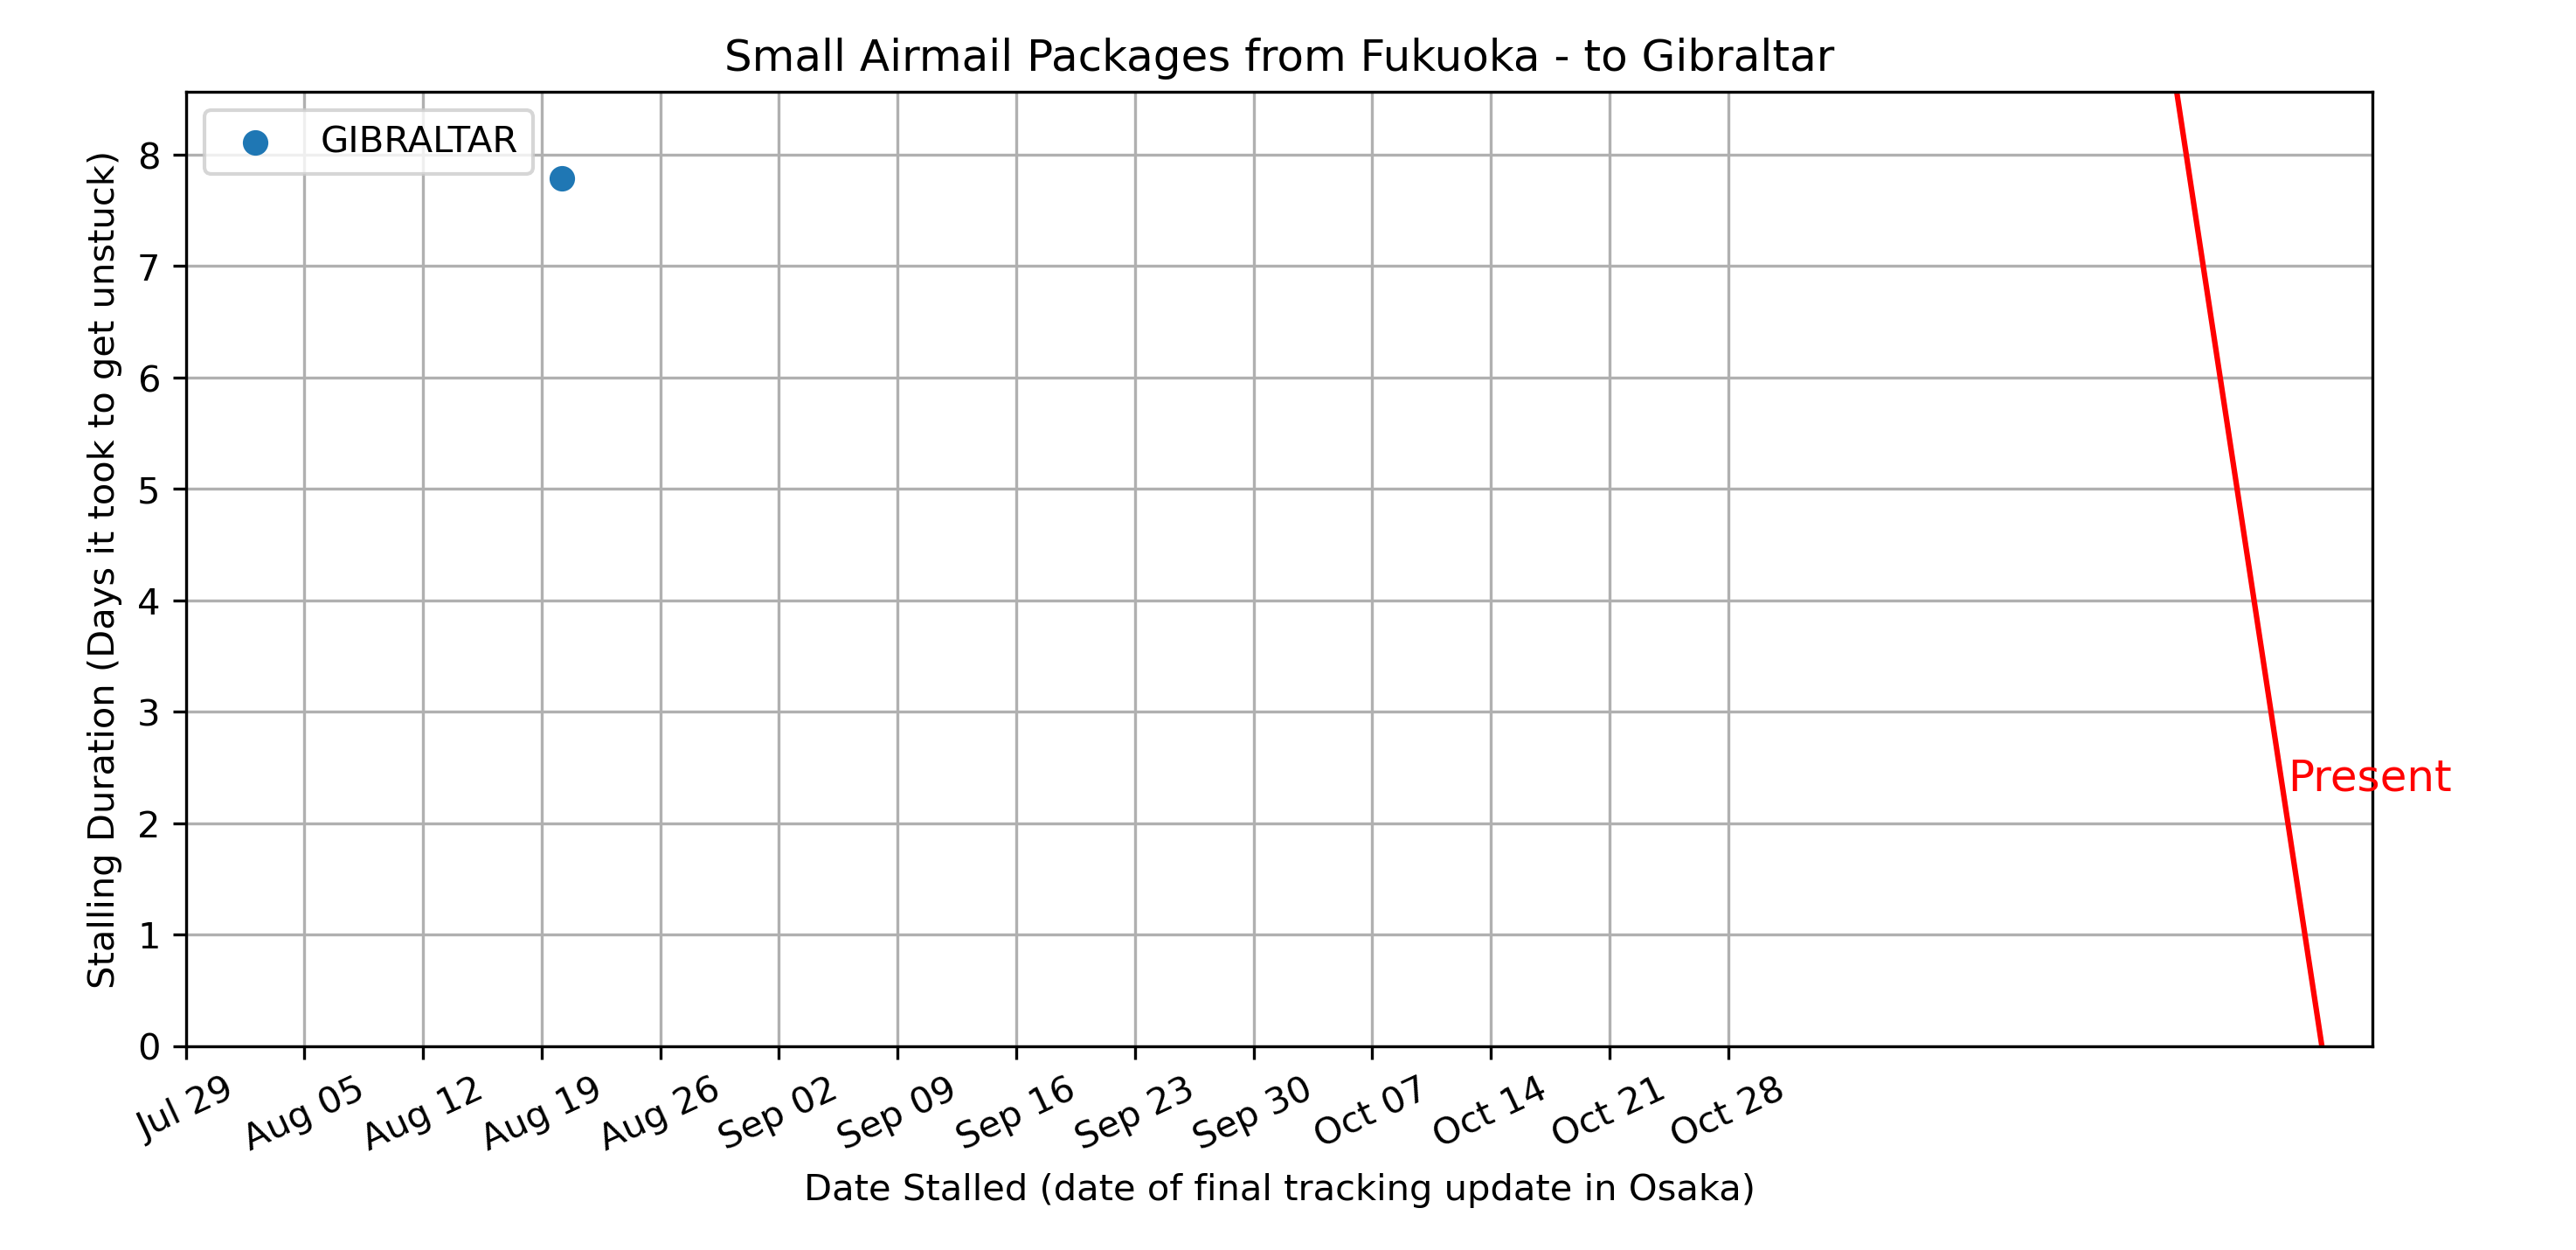 Small Airmail Packages from Fukuoka - to Gibraltar
GIBRALTAR
Stalling Duration (Days it took to get unstuck)
8
7
6
5
4
3
2
1
0
Present
Jul 29
Aug 05
Aug 12
Aug 19
Aug 26
Sep 02
Sep 09
Sep 16
Sep 23
Sep 30
Oct 07
Oct 14
Oct 21
Oct 28
Date Stalled (date of final tracking update in Osaka)